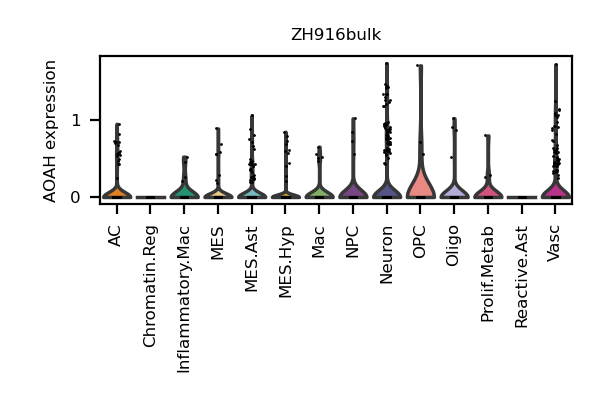 ZH916bulk
AOAH expression
1
0
AC
Chromatin.Reg
Inflammatory.Mac
MES
MES.Ast
MES.Hyp
Mac
NPC
Neuron
OPC
Oligo
Prolif.Metab
Reactive.Ast
Vasc